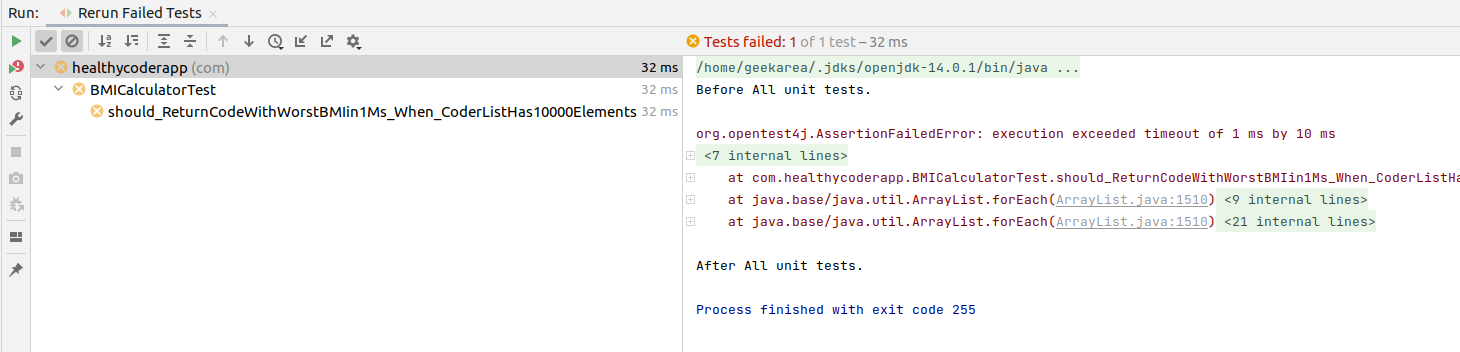 Run: Rerun Failed Tests
Tests failed: 1 of 1 test – 32 ms
healthycoderapp (com) 32 ms
BMICalculatorTest 32 ms
should_ReturnCodeWithWorstBMIin1Ms_When_CoderListHas10000Elements 32 ms
/home/geekarea/.jdks/openjdk-14.0.1/bin/java ...
Before All unit tests.
org.opentest4j.AssertionFailedError: execution exceeded timeout of 1 ms by 10 ms
<7 internal lines>
at com.healthycoderapp.BMICalculatorTest.should_ReturnCodeWithWorstBMIin1Ms_When_CoderListHa
at java.base/java.util.ArrayList.forEach(ArrayList.java:1510) <9 internal lines>
at java.base/java.util.ArrayList.forEach(ArrayList.java:1510) <21 internal lines>
After All unit tests.
Process finished with exit code 255